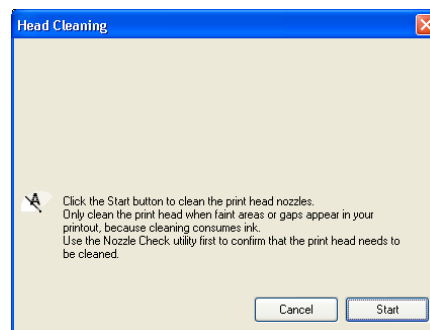 Head Cleaning
Click the Start button to clean the print head nozzles.
Only clean the print head when faint areas or gaps appear in your
printout, because cleaning consumes ink.
Use the Nozzle Check utility first to confirm that the print head needs to
be cleaned.
Cancel
Start